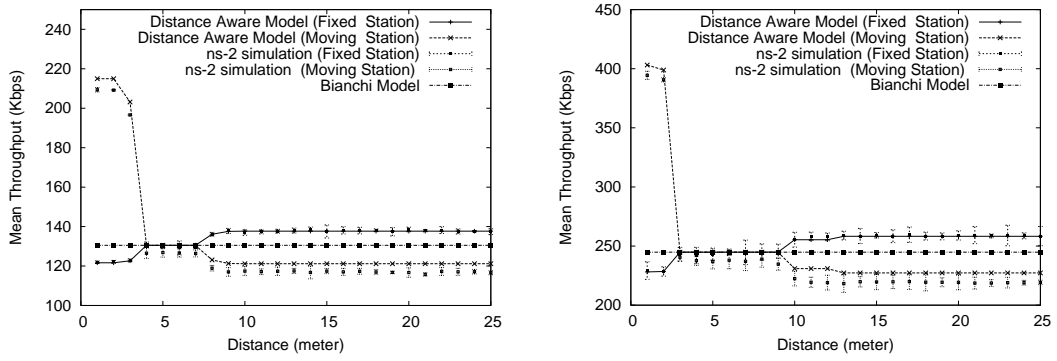 240
220
200
180
160
140
120
100
Mean Throughput (Kbps)
Distance Aware Model (Fixed Station)
Distance Aware Model (Moving Station)
ns-2 simulation (Fixed Station)
ns-2 simulation (Moving Station)
Bianchi Model
0 5 10 15 20 25
Distance (meter)
450
400
350
300
250
200
Mean Throughput (Kbps)
Distance Aware Model (Fixed Station)
Distance Aware Model (Moving Station)
ns-2 simulation (Fixed Station)
ns-2 simulation (Moving Station)
Bianchi Model
0 5 10 15 20 25
Distance (meter)